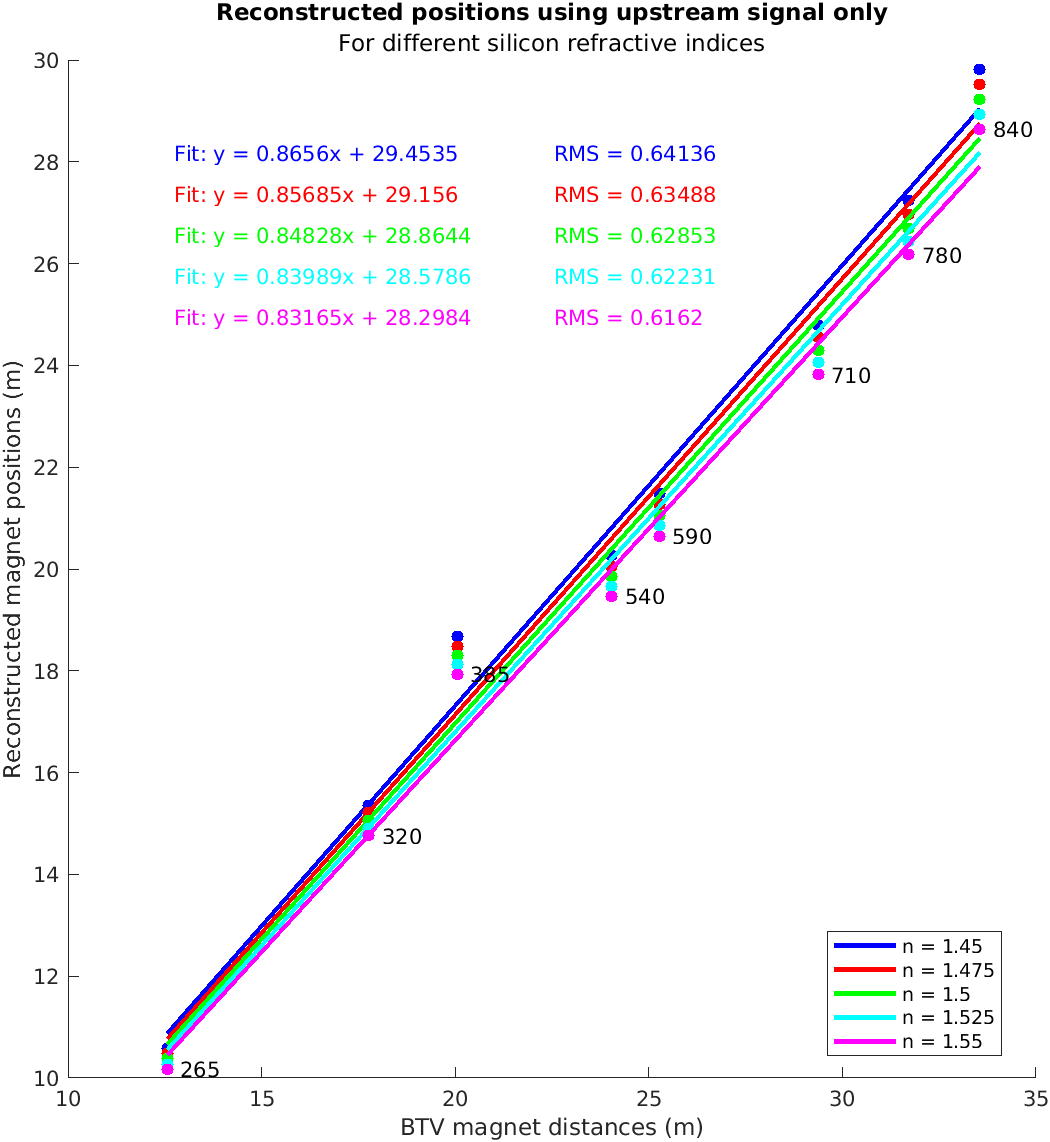 Reconstructed positions using upstream signal only
For different silicon refractive indices
Reconstructed magnet positions (m)
30
28
26
24
22
20
18
16
14
12
10
Fit: y = 0.8656x + 29.4535 RMS = 0.64136
Fit: y = 0.85685x + 29.156 RMS = 0.63488
Fit: y = 0.84828x + 28.8644 RMS = 0.62853
Fit: y = 0.83989x + 28.5786 RMS = 0.62231
Fit: y = 0.83165x + 28.2984 RMS = 0.6162
840
780
710
590
540
385
320
265
n = 1.45
n = 1.475
n = 1.5
n = 1.525
n = 1.55
10 15 20 25 30 35
BTV magnet distances (m)